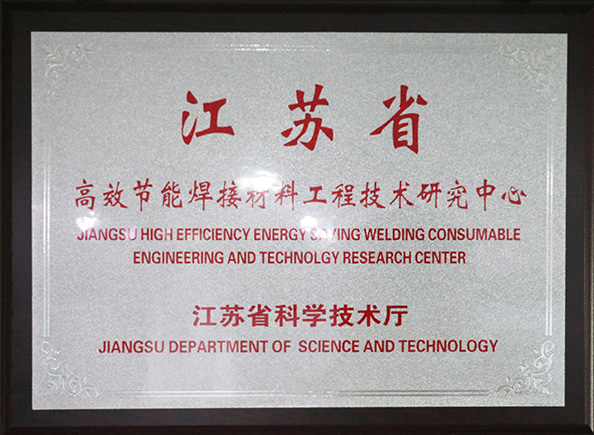 江苏省
高效节能焊接材料工程技术研究中心
JIANGSU HIGH EFFICIENCY ENERGY SAVING WELDING CONSUMABLE
ENGINEERING AND TECHNOLGY RESEARCH CENTER
江苏省科学技术厅
JIANGSU DEPARTMENT OF SCIENCE AND TECHNOLOGY